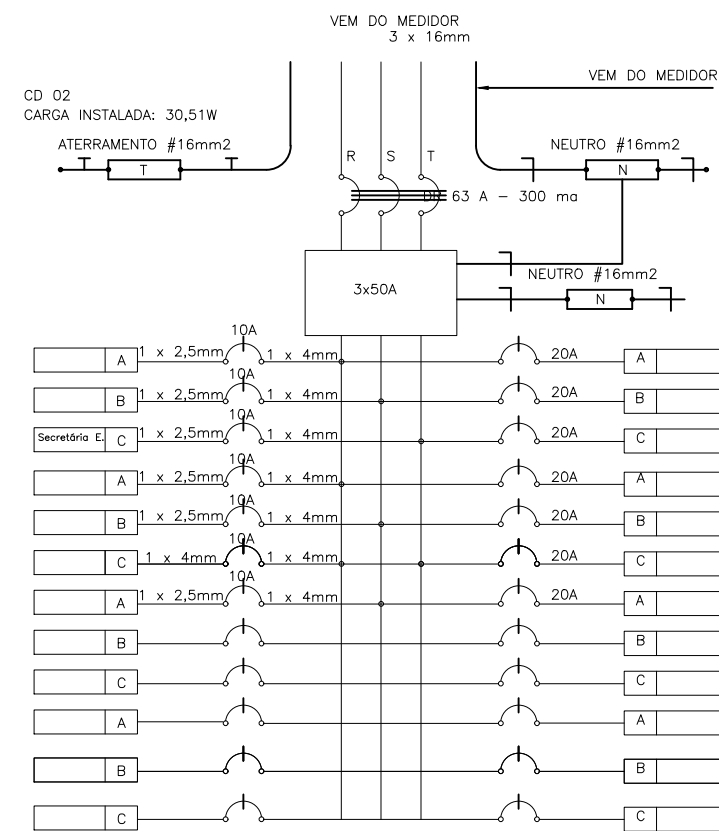 VEM DO MEDIDOR
3 x 16mm
VEM DO MEDIDOR
CD 02
CARGA INSTALADA: 30,51W
ATERRAMENTO #16mm2
NEUTRO #16mm2
T
N
R S T
DR 63 A - 300 ma
3x50A
NEUTRO #16mm2
N
10A
A 1 x 2,5mm 1 x 4mm 20A A
10A
B 1 x 2,5mm 1 x 4mm 20A B
10A
Secretária E. C 1 x 2,5mm 1 x 4mm 20A C
10A
A 1 x 2,5mm 1 x 4mm 20A A
10A
B 1 x 2,5mm 1 x 4mm 20A B
10A
C 1 x 4mm 1 x 4mm 20A C
10A
A 1 x 2,5mm 1 x 4mm 20A A
B B
C C
A A
B B
C C